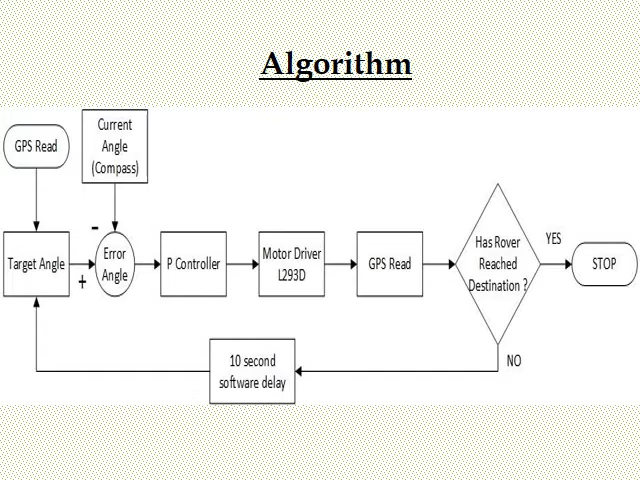 Algorithm
GPS Read
Current
Angle
(Compass)
-
+
Target Angle
Error
Angle
P Controller
Motor Driver
L293D
GPS Read
Has Rover
Reached
Destination ?
YES
STOP
NO
10 second
software delay